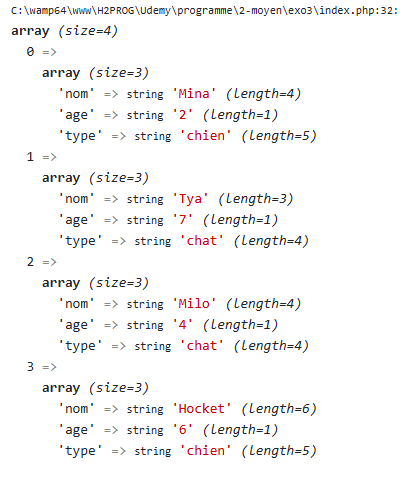 C:\wamp64\www\H2PROG\Udemy\programme\2-moyen\exo3\index.php:32:
array (size=4)
0 =>
array (size=3)
'nom' => string 'Mina' (length=4)
'age' => string '2' (length=1)
'type' => string 'chien' (length=5)
1 =>
array (size=3)
'nom' => string 'Tya' (length=3)
'age' => string '7' (length=1)
'type' => string 'chat' (length=4)
2 =>
array (size=3)
'nom' => string 'Milo' (length=4)
'age' => string '4' (length=1)
'type' => string 'chat' (length=4)
3 =>
array (size=3)
'nom' => string 'Hocket' (length=6)
'age' => string '6' (length=1)
'type' => string 'chien' (length=5)